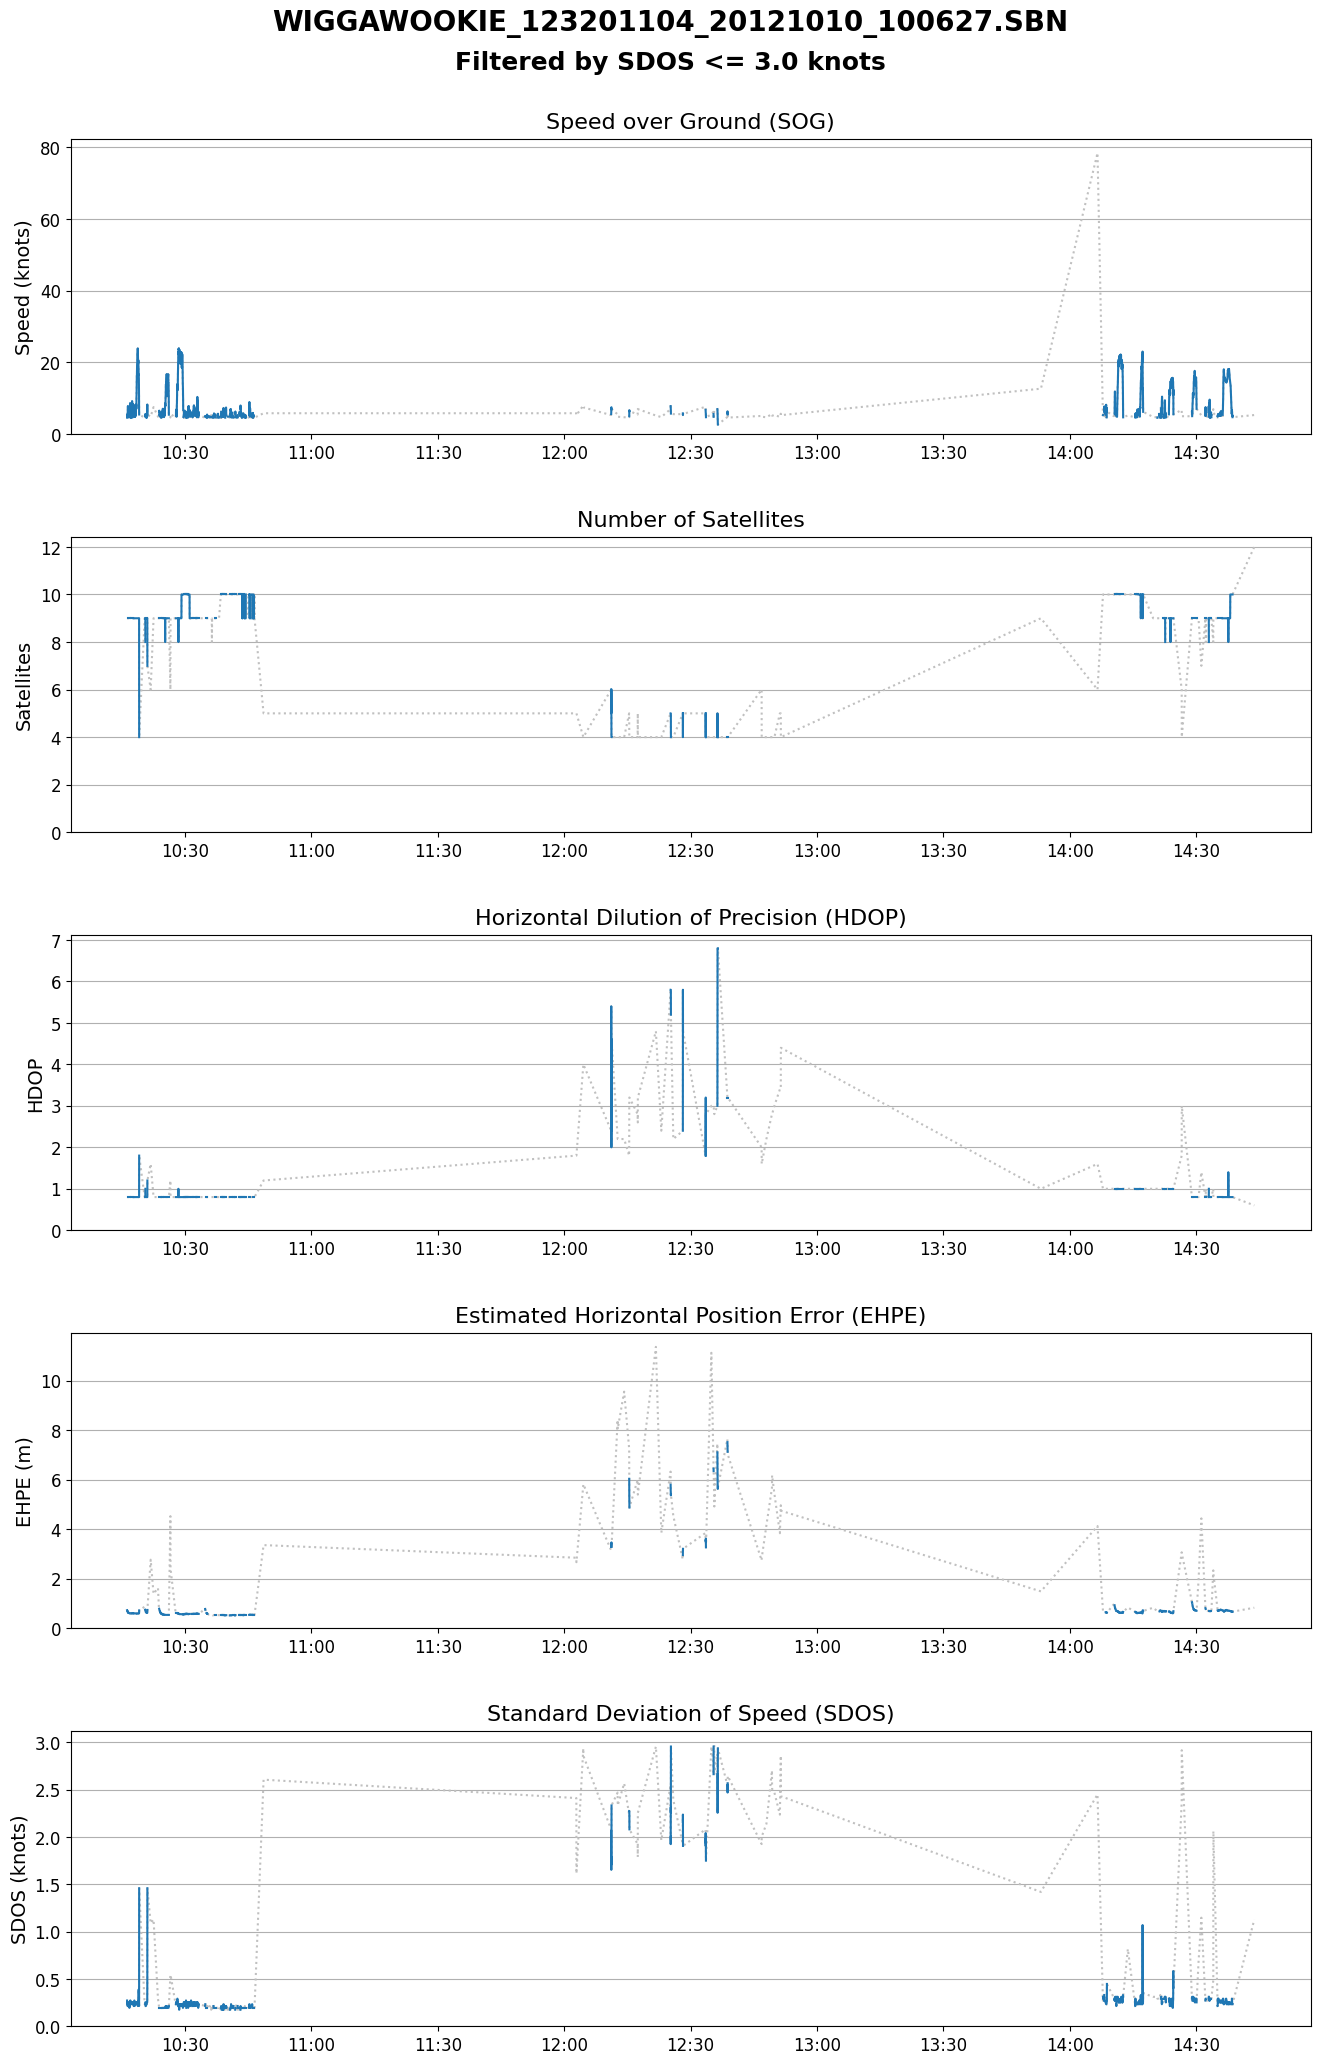 WIGGAWOOKIE_123201104_20121010_100627.SBN
Filtered by SDOS <= 3.0 knots
Speed over Ground (SOG)
Speed (knots)
80
60
40
20
0
10:30 11:00 11:30 12:00 12:30 13:00 13:30 14:00 14:30
Number of Satellites
Satellites
12
10
8
6
4
2
0
10:30 11:00 11:30 12:00 12:30 13:00 13:30 14:00 14:30
Horizontal Dilution of Precision (HDOP)
HDOP
7
6
5
4
3
2
1
0
10:30 11:00 11:30 12:00 12:30 13:00 13:30 14:00 14:30
Estimated Horizontal Position Error (EHPE)
EHPE (m)
10
8
6
4
2
0
10:30 11:00 11:30 12:00 12:30 13:00 13:30 14:00 14:30
Standard Deviation of Speed (SDOS)
SDOS (knots)
3.0
2.5
2.0
1.5
1.0
0.5
0.0
10:30 11:00 11:30 12:00 12:30 13:00 13:30 14:00 14:30